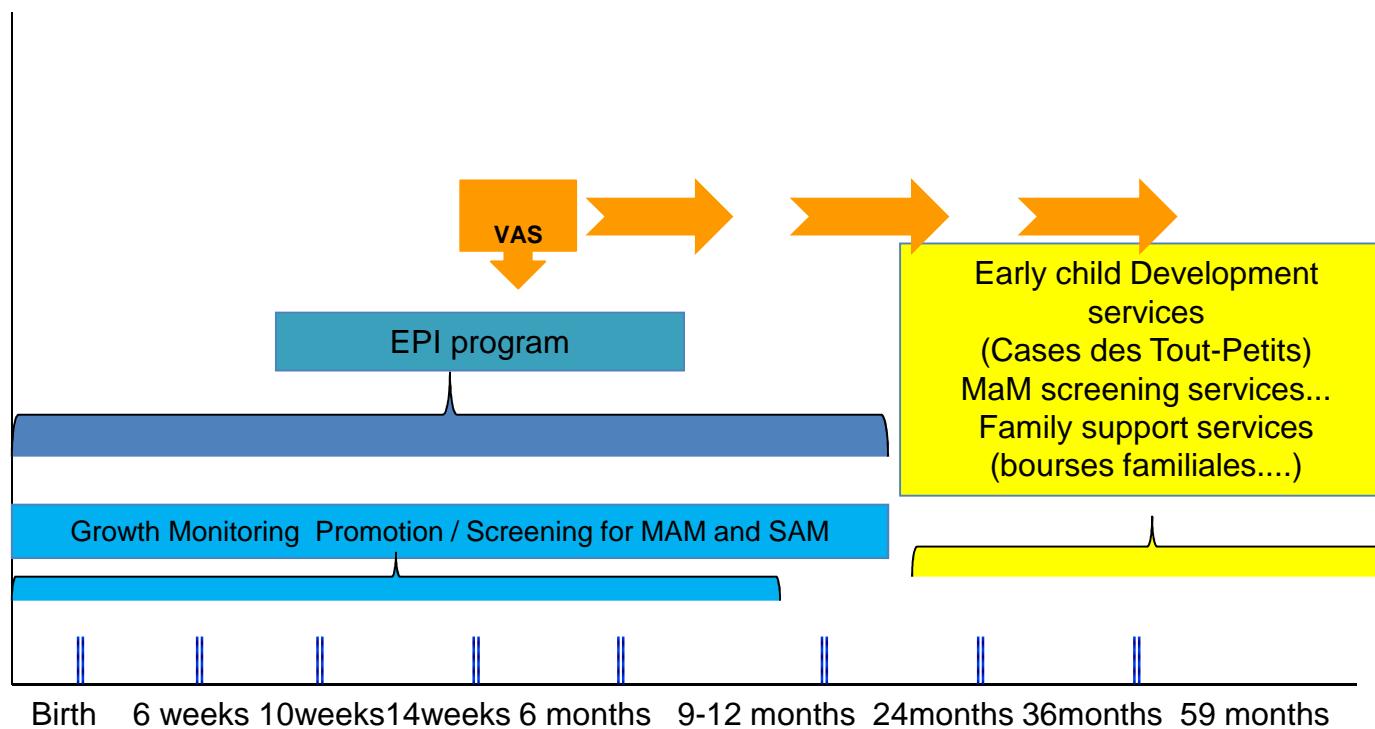 VAS
EPI program
Early child Development
services
(Cases des Tout-Petits)
MaM screening services...
Family support services
(bourses familiales....)
Growth Monitoring  Promotion / Screening for MAM and SAM
Birth 6 weeks 10weeks14weeks 6 months 9-12 months 24months 36months 59 months